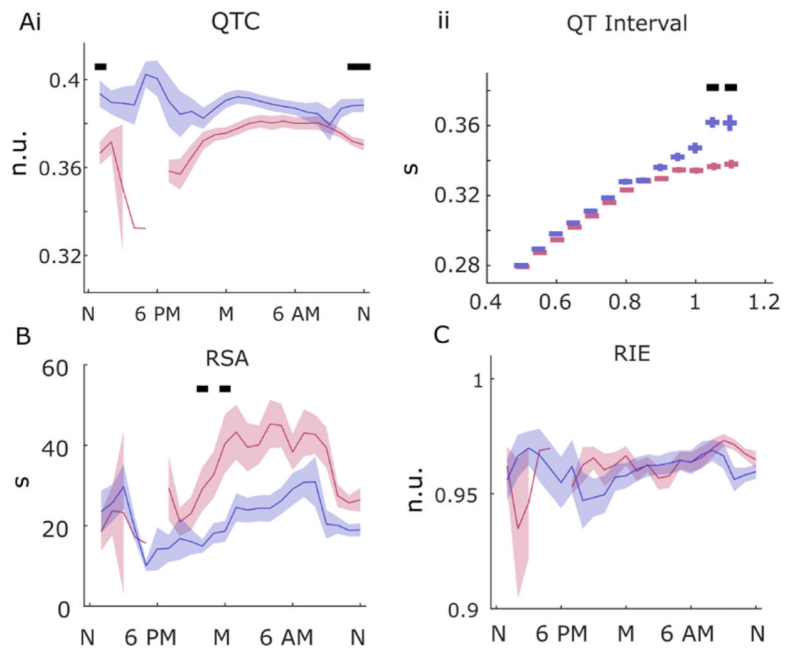 Ai
QTC
n.u.
0.4
0.36
0.32
N 6 PM M 6 AM N
ii
QT Interval
s
0.36
0.32
0.28
0.4 0.6 0.8 1 1.2
B
RSA
s
60
40
20
0
N 6 PM M 6 AM N
C
RIE
n.u.
1
0.95
0.9
N 6 PM M 6 AM N